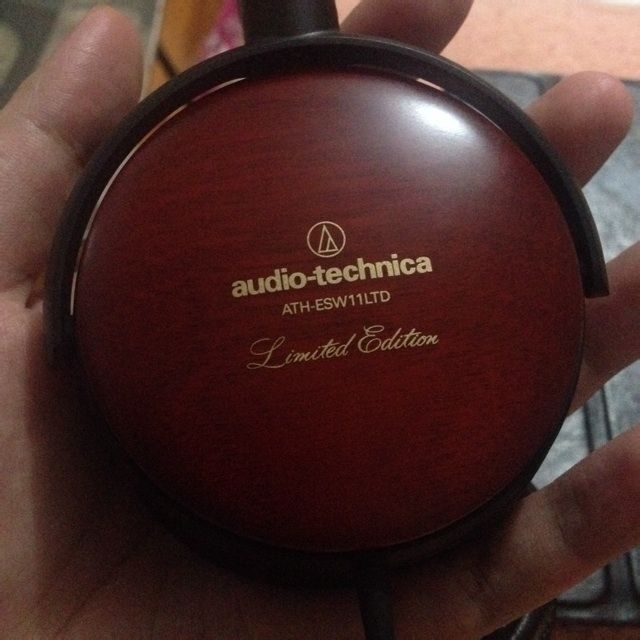 audio-technica
ATH-ESW11LTD
Limited Edition